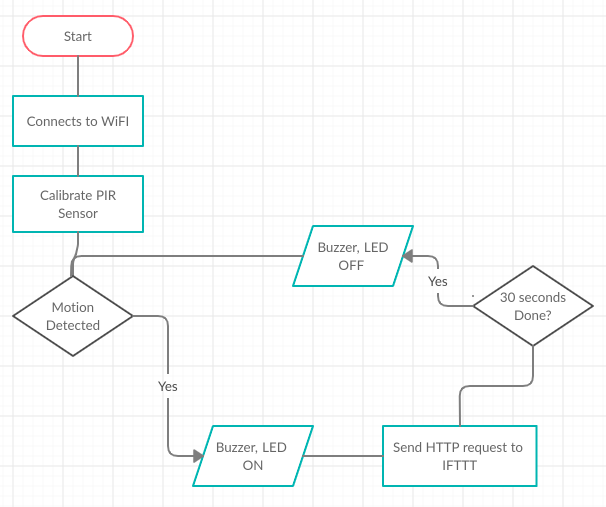 Start
Connects to WiFI
Calibrate PIR
Sensor
Buzzer, LED
OFF
Yes
30 seconds
Done?
Motion
Detected
Yes
Buzzer, LED
ON
Send HTTP request to
IFTTT